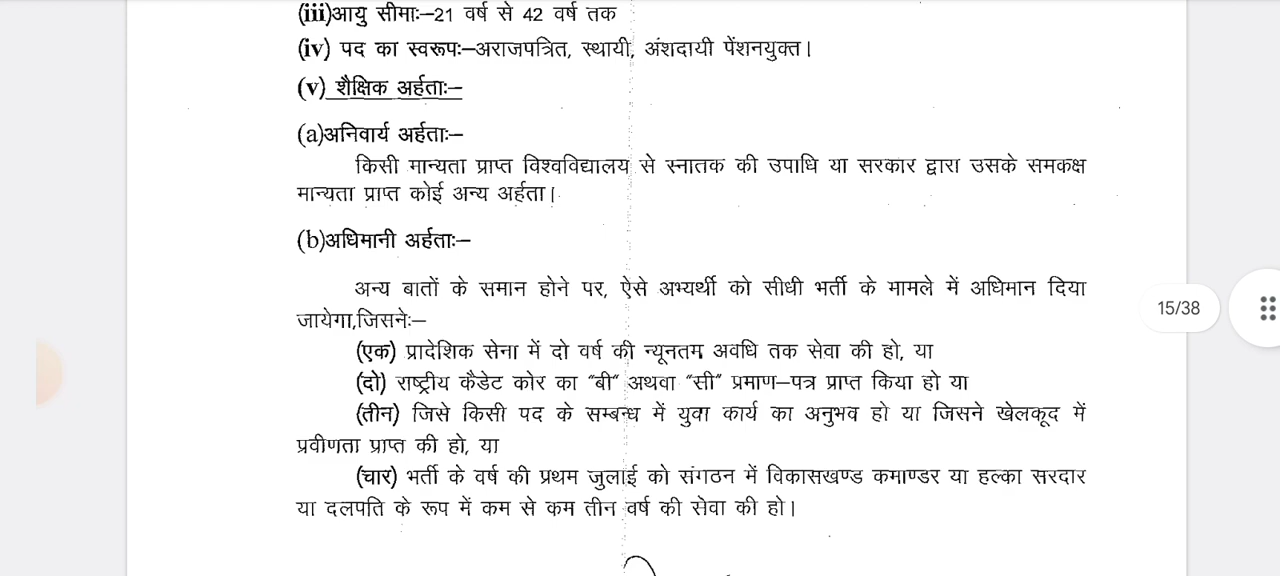 (iii)आयु सीमाः–21 वर्ष से 42 वर्ष तक
(iv) पद का स्वरूपः–अराजपत्रित, स्थायी, अंशदायी पेंशनयुक्त।
(v) शैक्षिक अर्हताः–
(a)अनिवार्य अर्हताः–
किसी मान्यता प्राप्त विश्वविद्यालय से स्नातक की उपाधि या सरकार द्वारा उसके समकक्ष
मान्यता प्राप्त कोई अन्य अर्हता।
(b)अधिमानी अर्हताः–
अन्य बातों के समान होने पर, ऐसे अभ्यर्थी को सीधी भर्ती के मामले में अधिमान दिया
जायेगा,जिसनेः–
15/38
(एक) प्रादेशिक सेना में दो वर्ष की न्यूनतम अवधि तक सेवा की हो, या
(दो) राष्ट्रीय कैडेट कोर का "बी" अथवा "सी" प्रमाण–पत्र प्राप्त किया हो या
(तीन) जिसे किसी पद के सम्बन्ध में युवा कार्य का अनुभव हो या जिसने खेलकूद में
प्रवीणता प्राप्त की हो, या
(चार) भर्ती के वर्ष की प्रथम जुलाई को संगठन में विकासखण्ड कमाण्डर या हल्का सरदार
या दलपति के रूप में कम से कम तीन वर्ष की सेवा की हो।